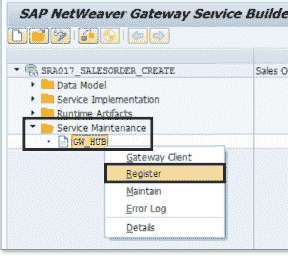 SAP NetWeaver Gateway Service Builde
SRA017_SALESORDER_CREATE Sales O
Data Model
Service Implementation
Runtime Artifacts
Service Maintenance
GW_HUB
Gateway Client
Register
Maintain
Error Log
Details